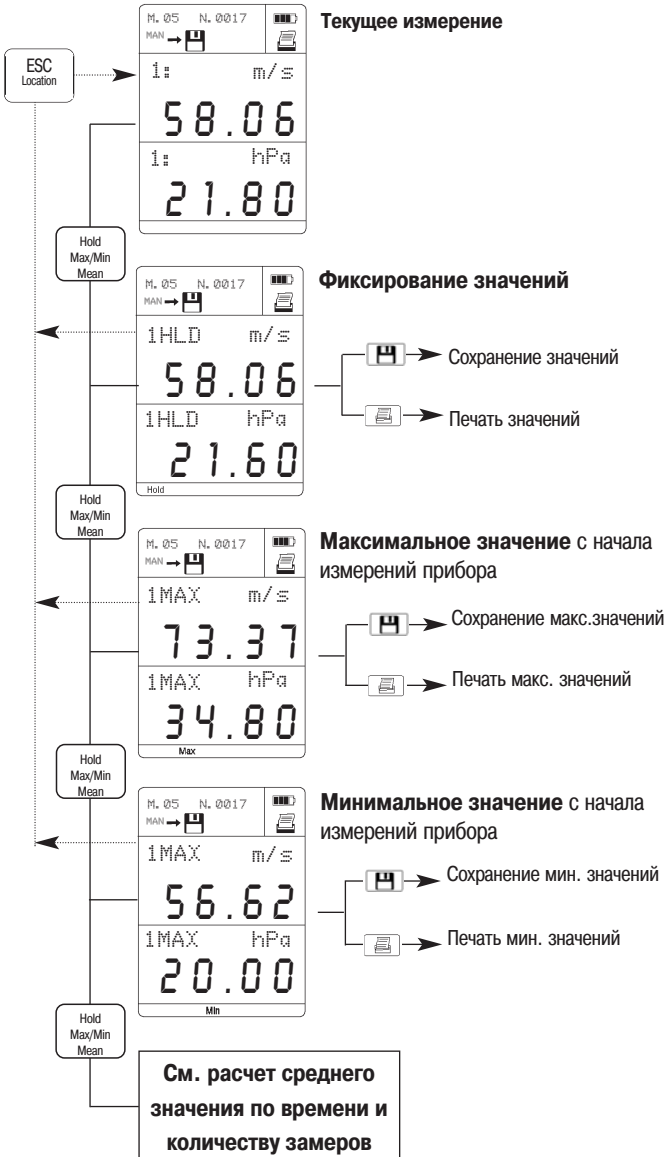 M. 05 N. 0017
MAN
Текущее измерение
ESC
Location
1: m/s
58.06
1: hPa
21.80
Hold
Max/Min
Mean
M. 05 N. 0017
MAN
Фиксирование значений
1HLD m/s
58.06
Сохранение значений
1HLD hPa
Печать значений
21.60
Hold
Hold
Max/Min
Mean
M. 05 N. 0017
MAN
Максимальное значение с начала
измерений прибора
1MAX m/s
73.37
Сохранение макс.значений
1MAX hPa
Печать макс. значений
34.80
Max
Hold
Max/Min
Mean
M. 05 N. 0017
MAN
Минимальное значение с начала
измерений прибора
1MAX m/s
56.62
Сохранение мин. значений
1MAX hPa
Печать мин. значений
20.00
Min
Hold
Max/Min
Mean
См. расчет среднего
значения по времени и
количеству замеров